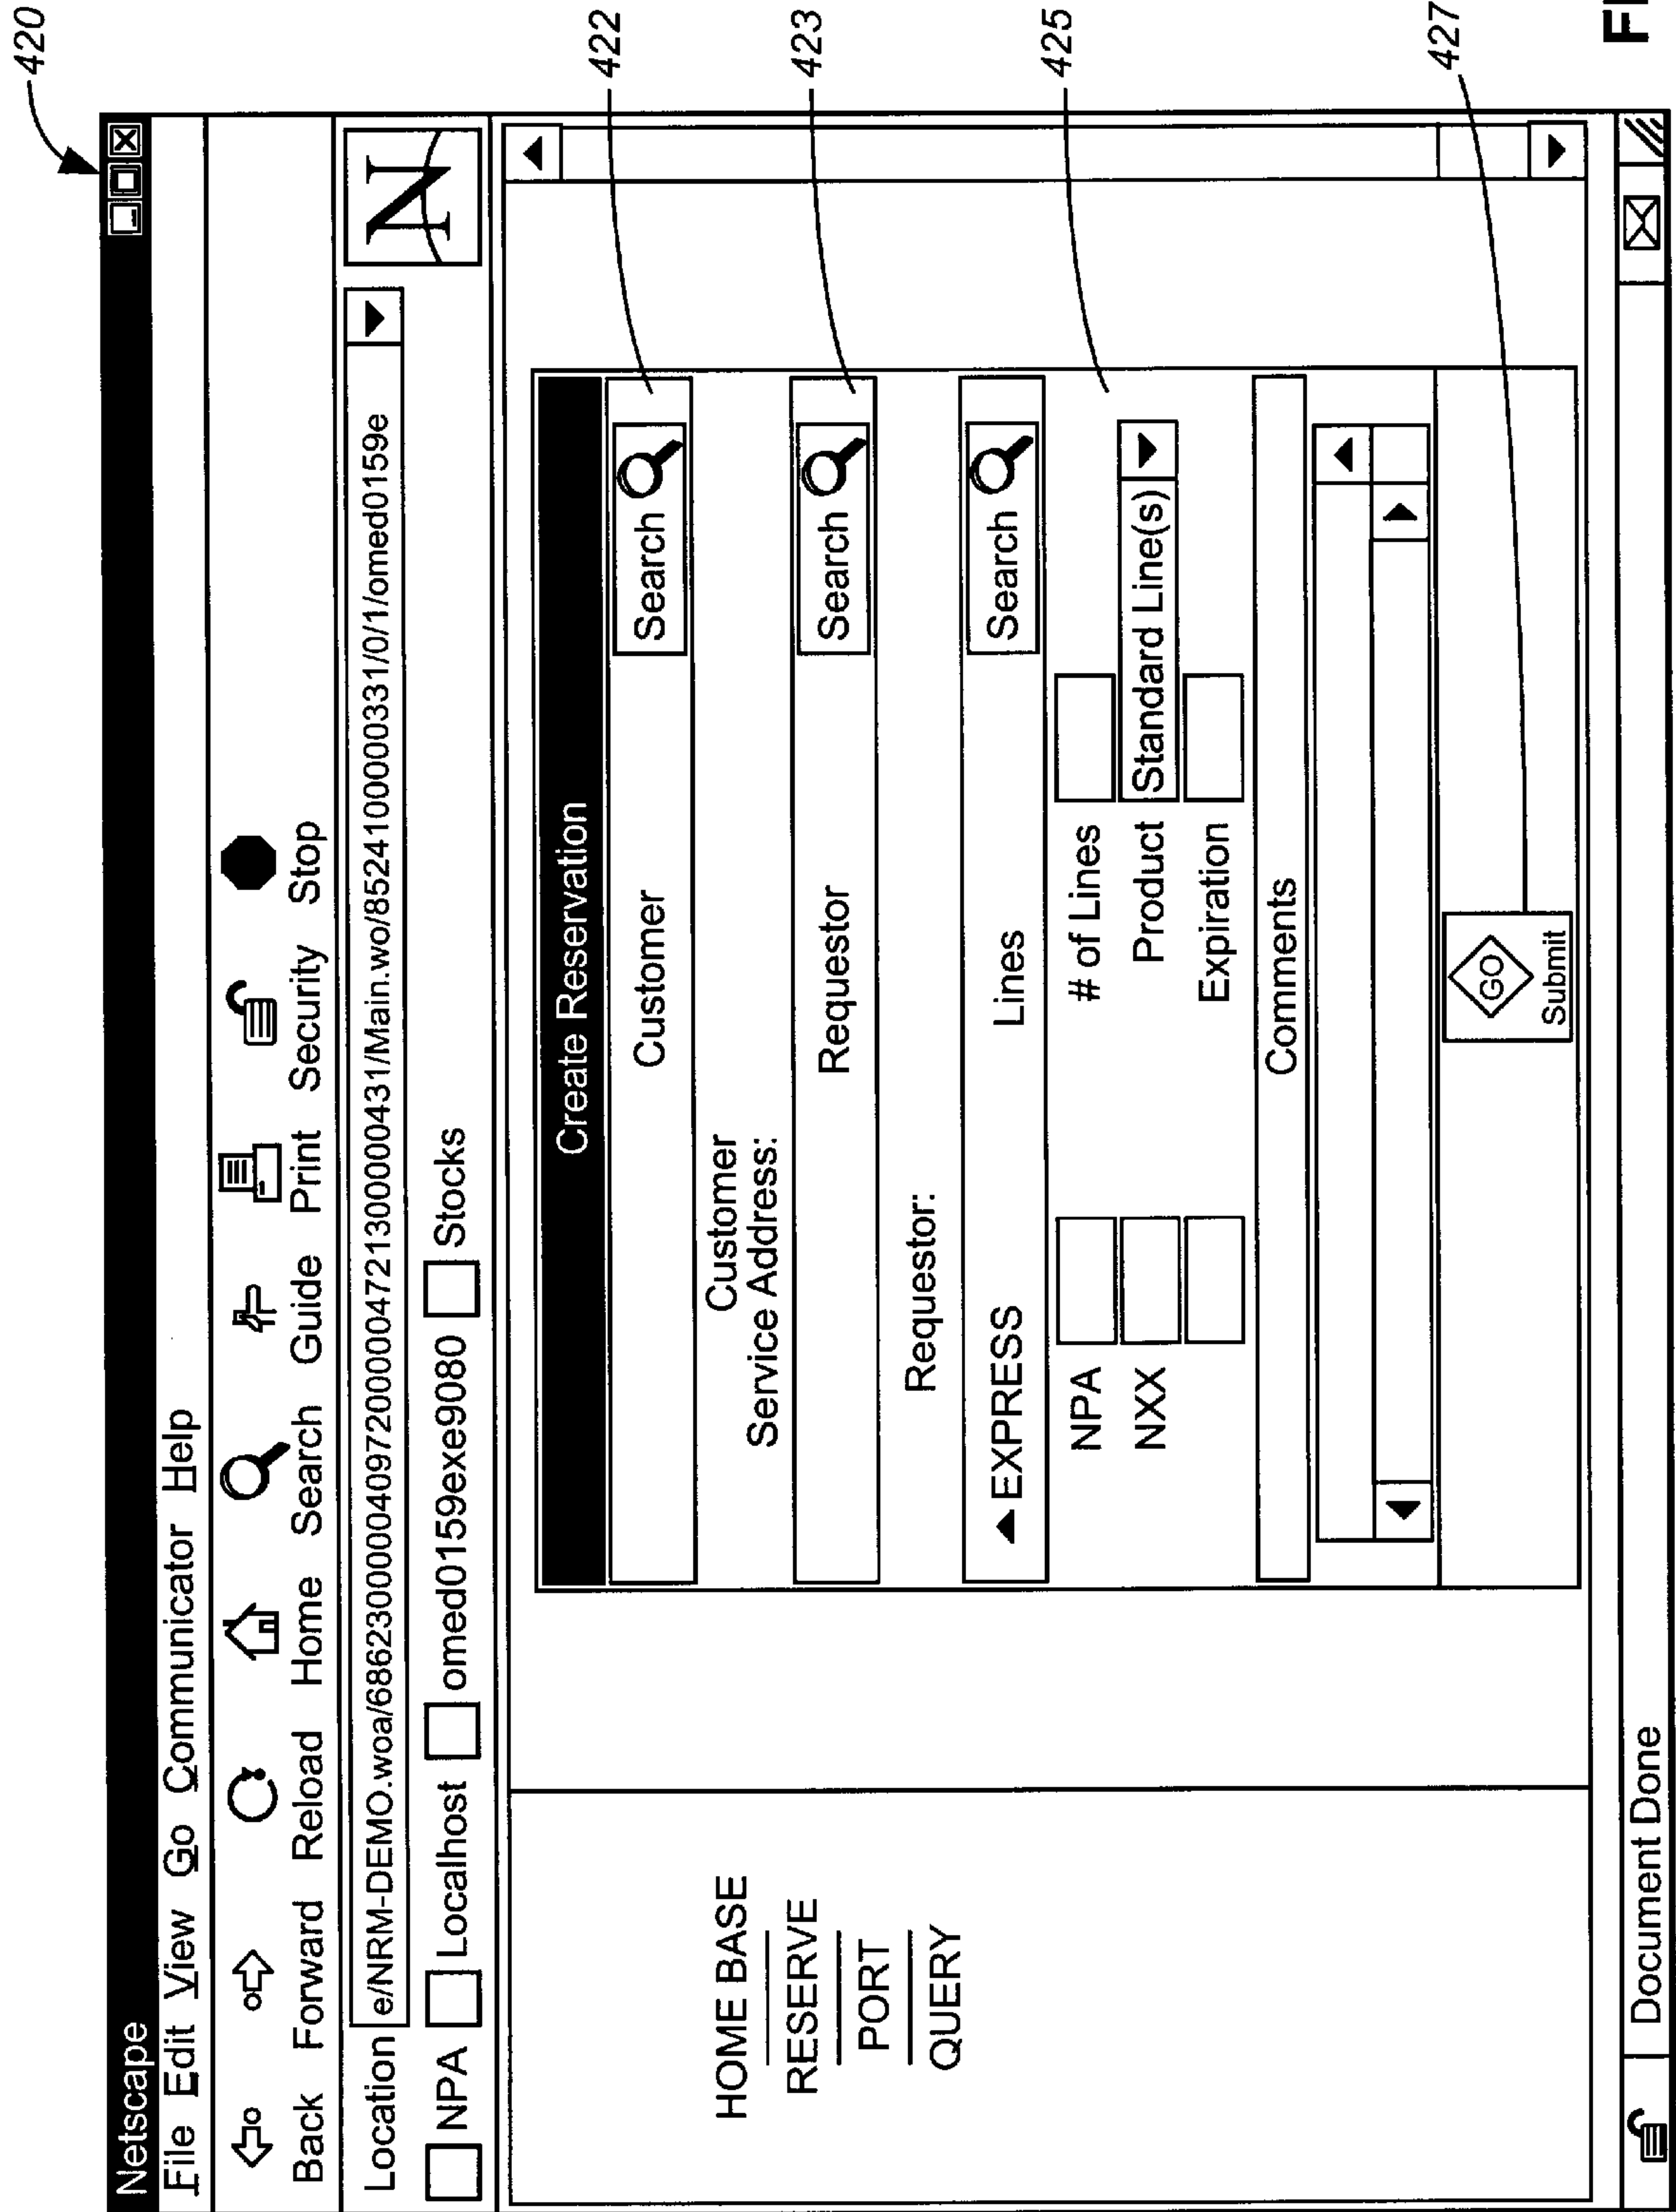 420
Netscape
File Edit View Go Communicator Help
Back Forward Reload Home Search Guide Print Security Stop
Location e/NRM-DEMO.woa/68623000004097200000472130000431/Main.wo/8524100000331/0/1/omed0159e
N
NPA Localhost omed0159exe9080 Stocks
HOME BASE
RESERVE
PORT
QUERY
Create Reservation
Customer Search
422
Customer
Service Address:
Requestor Search
423
Requestor:
EXPRESS Lines Search
NPA # of Lines
425
NXX Product Standard Line(s)
Expiration
Comments
GO
Submit
427
Document Done